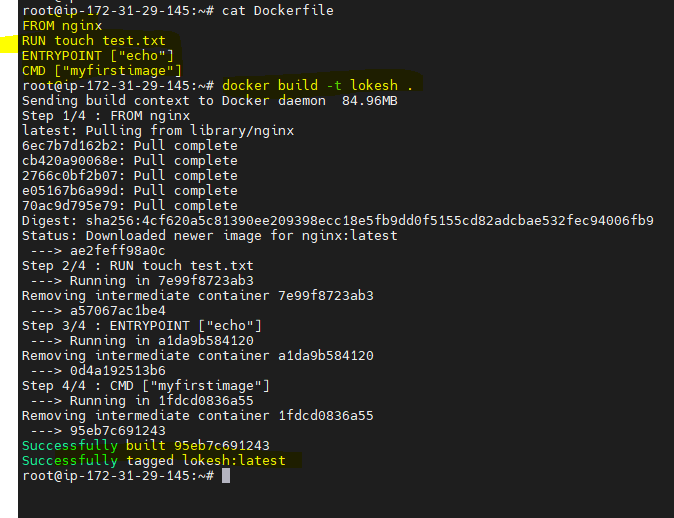 root@ip-172-31-29-145:~# cat Dockerfile
FROM nginx
RUN touch test.txt
ENTRYPOINT ["echo"]
CMD ["myfirstimage"]
root@ip-172-31-29-145:~# docker build -t lokesh .
Sending build context to Docker daemon  84.96MB
Step 1/4 : FROM nginx
latest: Pulling from library/nginx
6ec7b7d162b2: Pull complete
cb420a90068e: Pull complete
2766c0bf2b07: Pull complete
e05167b6a99d: Pull complete
70ac9d795e79: Pull complete
Digest: sha256:4cf620a5c81390ee209398ecc18e5fb9dd0f5155cd82adcbae532fec94006fb9
Status: Downloaded newer image for nginx:latest
 ---> ae2feff98a0c
Step 2/4 : RUN touch test.txt
 ---> Running in 7e99f8723ab3
Removing intermediate container 7e99f8723ab3
 ---> a57067ac1be4
Step 3/4 : ENTRYPOINT ["echo"]
 ---> Running in a1da9b584120
Removing intermediate container a1da9b584120
 ---> 0d4a192513b6
Step 4/4 : CMD ["myfirstimage"]
 ---> Running in 1fdcd0836a55
Removing intermediate container 1fdcd0836a55
 ---> 95eb7c691243
Successfully built 95eb7c691243
Successfully tagged lokesh:latest
root@ip-172-31-29-145:~#